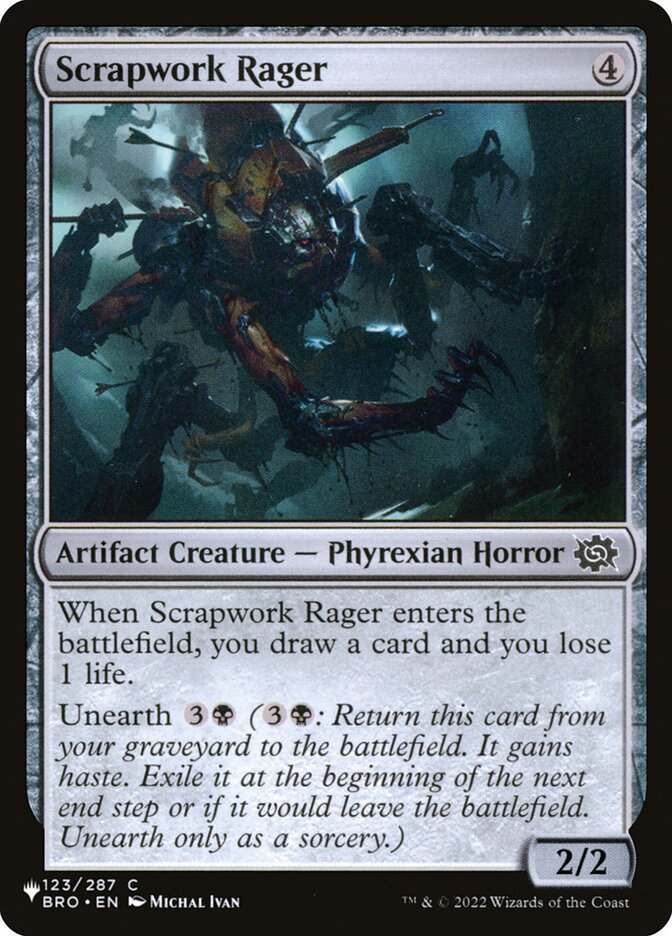 Scrapwork Rager 4
Artifact Creature — Phyrexian Horror
When Scrapwork Rager enters the
battlefield, you draw a card and you lose
1 life.
Unearth 3 (3: Return this card from
your graveyard to the battlefield. It gains
haste. Exile it at the beginning of the next
end step or if it would leave the battlefield.
Unearth only as a sorcery.)
2/2
123/287 C
BRO • EN Michal Ivan
™ & © 2022 Wizards of the Coast